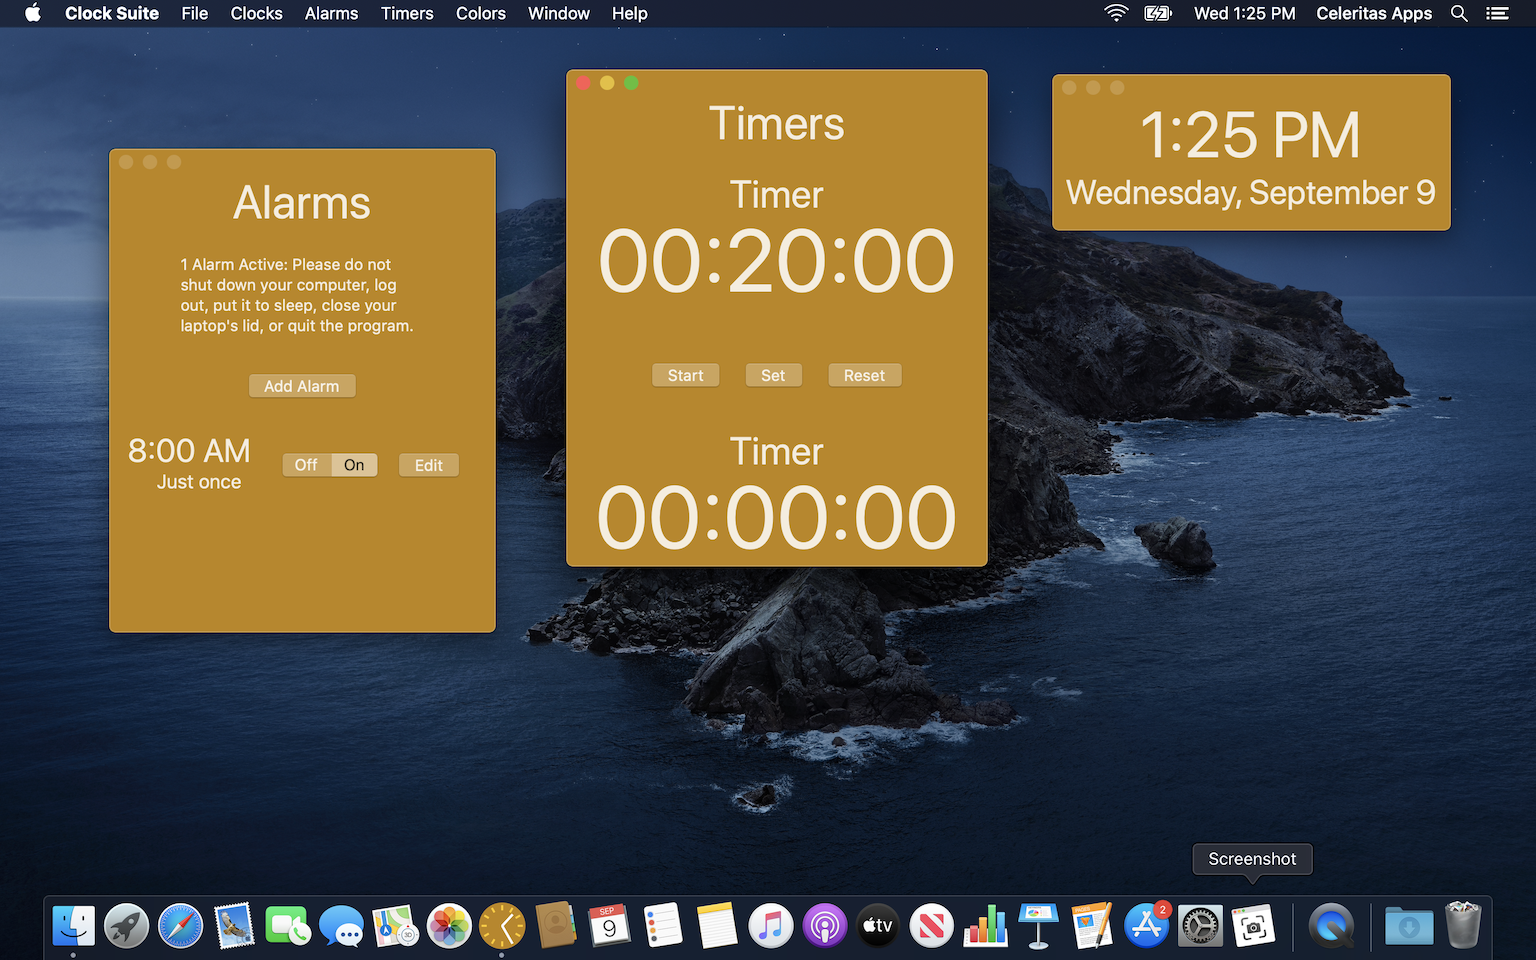 Clock Suite File Clocks Alarms Timers Colors Window Help
Wed 1:25 PM Celeritas Apps
Alarms
1 Alarm Active: Please do not
shut down your computer, log
out, put it to sleep, close your
laptop's lid, or quit the program.
Add Alarm
8:00 AM
Just once
Off On Edit
Timers
Timer
00:20:00
Start Set Reset
Timer
00:00:00
1:25 PM
Wednesday, September 9
Screenshot
3D
SEP
9
tv
2